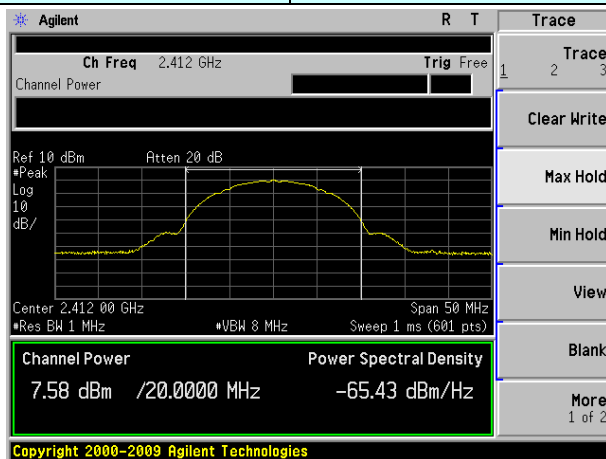 Agilent R T Trace
Ch Freq 2.412 GHz Trig Free
Channel Power
Trace
1 2 3
Clear Write
Max Hold
Min Hold
View
Blank
More
1 of 2
Ref 10 dBm Atten 20 dB
#Peak
Log
10
dB/
Center 2.412 00 GHz Span 50 MHz
#Res BW 1 MHz #VBW 8 MHz Sweep 1 ms (601 pts)
Channel Power Power Spectral Density
7.58 dBm /20.0000 MHz -65.43 dBm/Hz
Copyright 2000-2009 Agilent Technologies